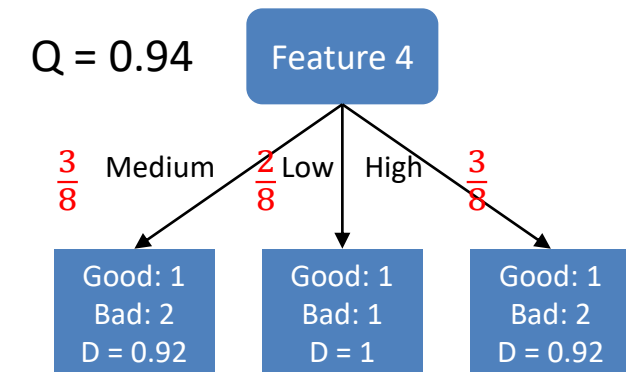 Q = 0.94
Feature 4
3/8 Medium 2/8 Low High 3/8
Good: 1
Bad: 2
D = 0.92
Good: 1
Bad: 1
D = 1
Good: 1
Bad: 2
D = 0.92